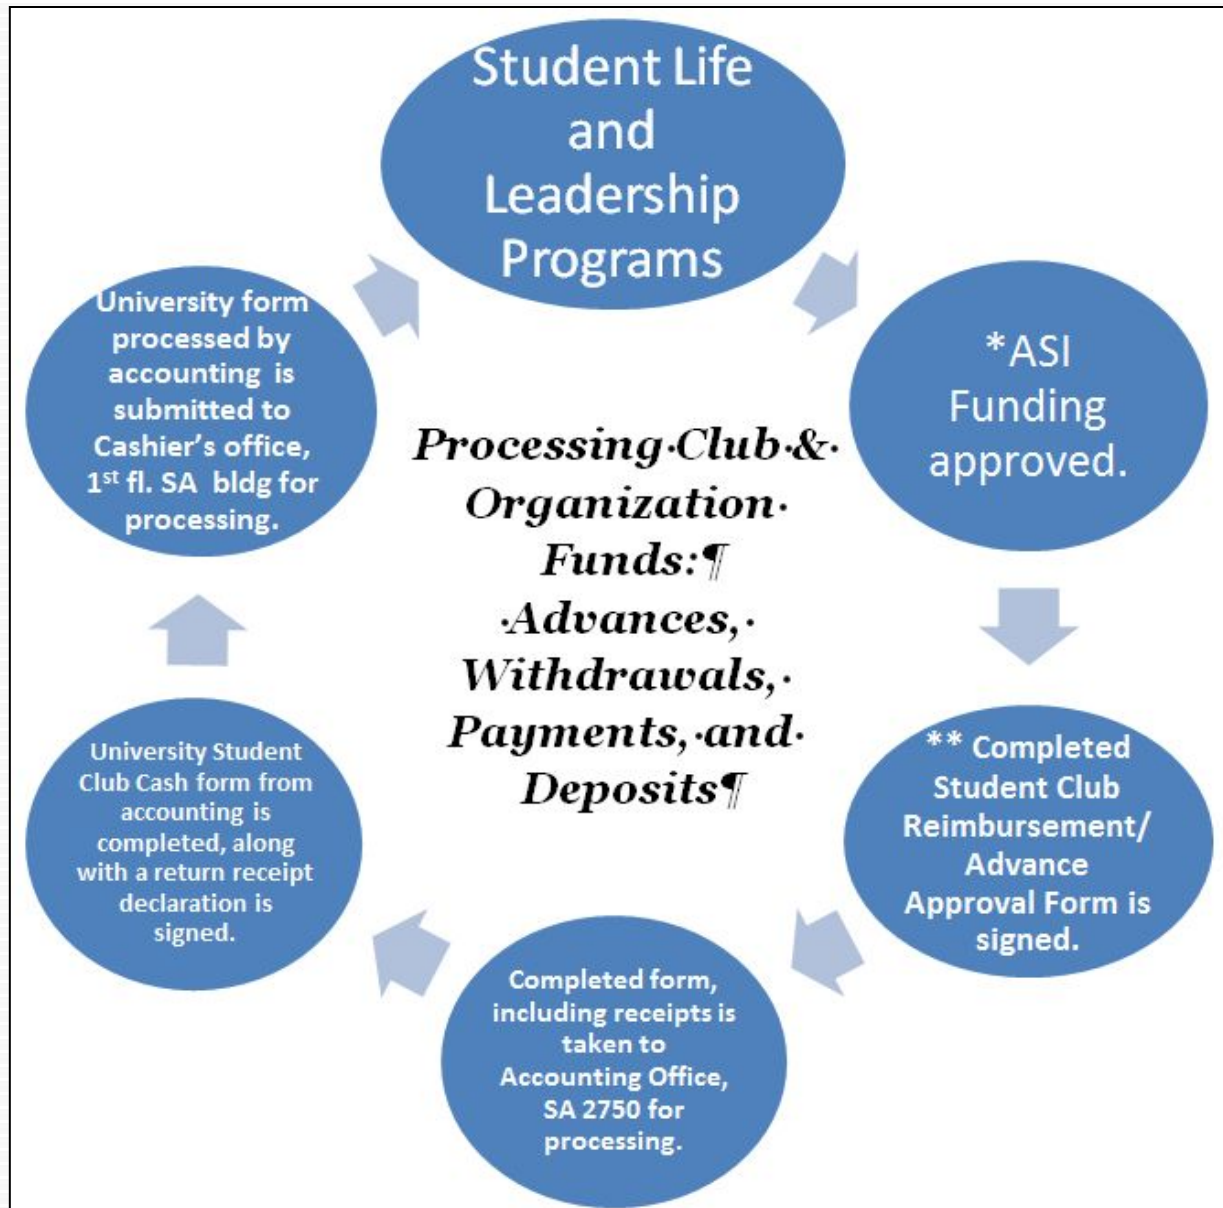 Student Life
and
Leadership
Programs
*ASI
Funding
approved.
** Completed
Student Club
Reimbursement/
Advance
Approval Form is
signed.
Completed form,
including receipts is
taken to
Accounting Office,
SA 2750 for
processing.
University Student
Club Cash form from
accounting is
completed, along
with a return receipt
declaration is
signed.
University form
processed by
accounting is
submitted to
Cashier's office,
1st fl. SA bldg for
processing.
Processing·Club·&·
Organization·
Funds:¶
·Advances,·
Withdrawals,·
Payments,·and·
Deposits¶